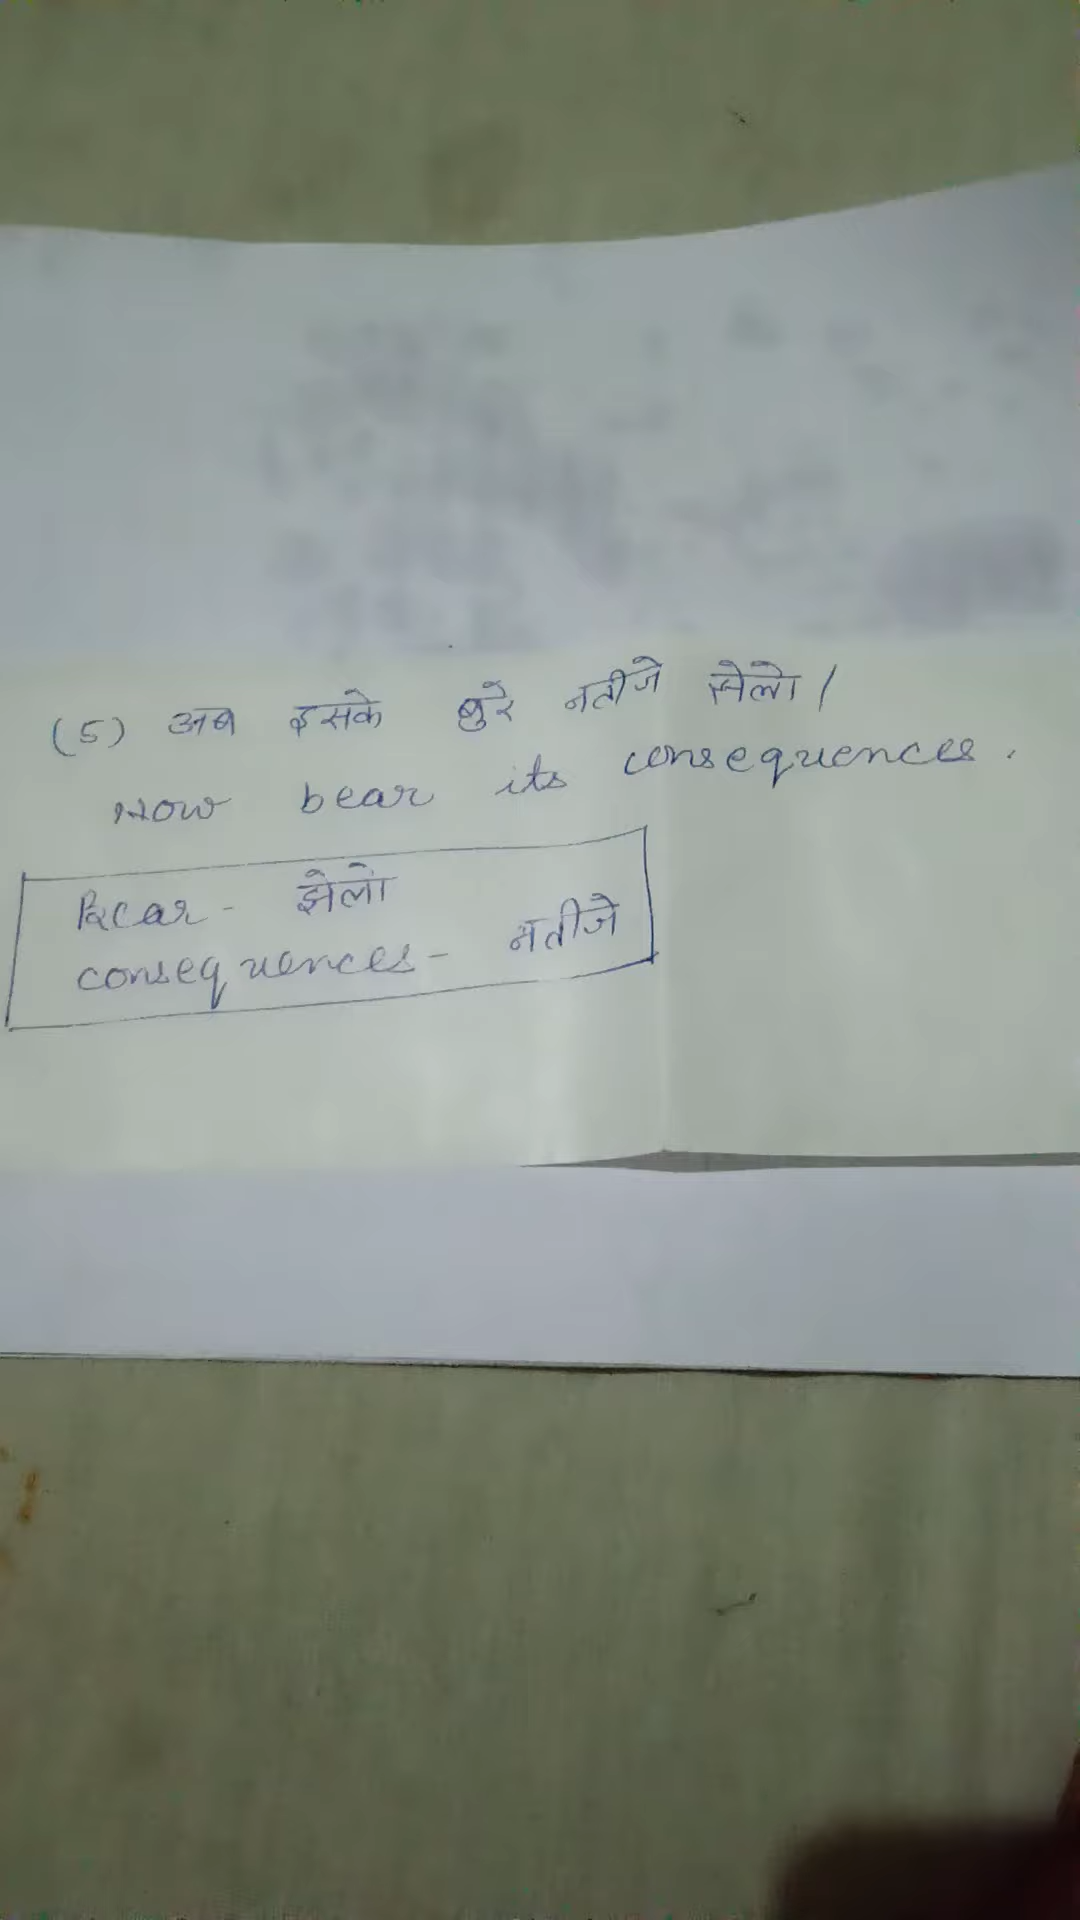 (5) अब इसके बुरे नतीजे झेलो।
Now bear its consequences.
Bear - झेलो
consequences - नतीजे